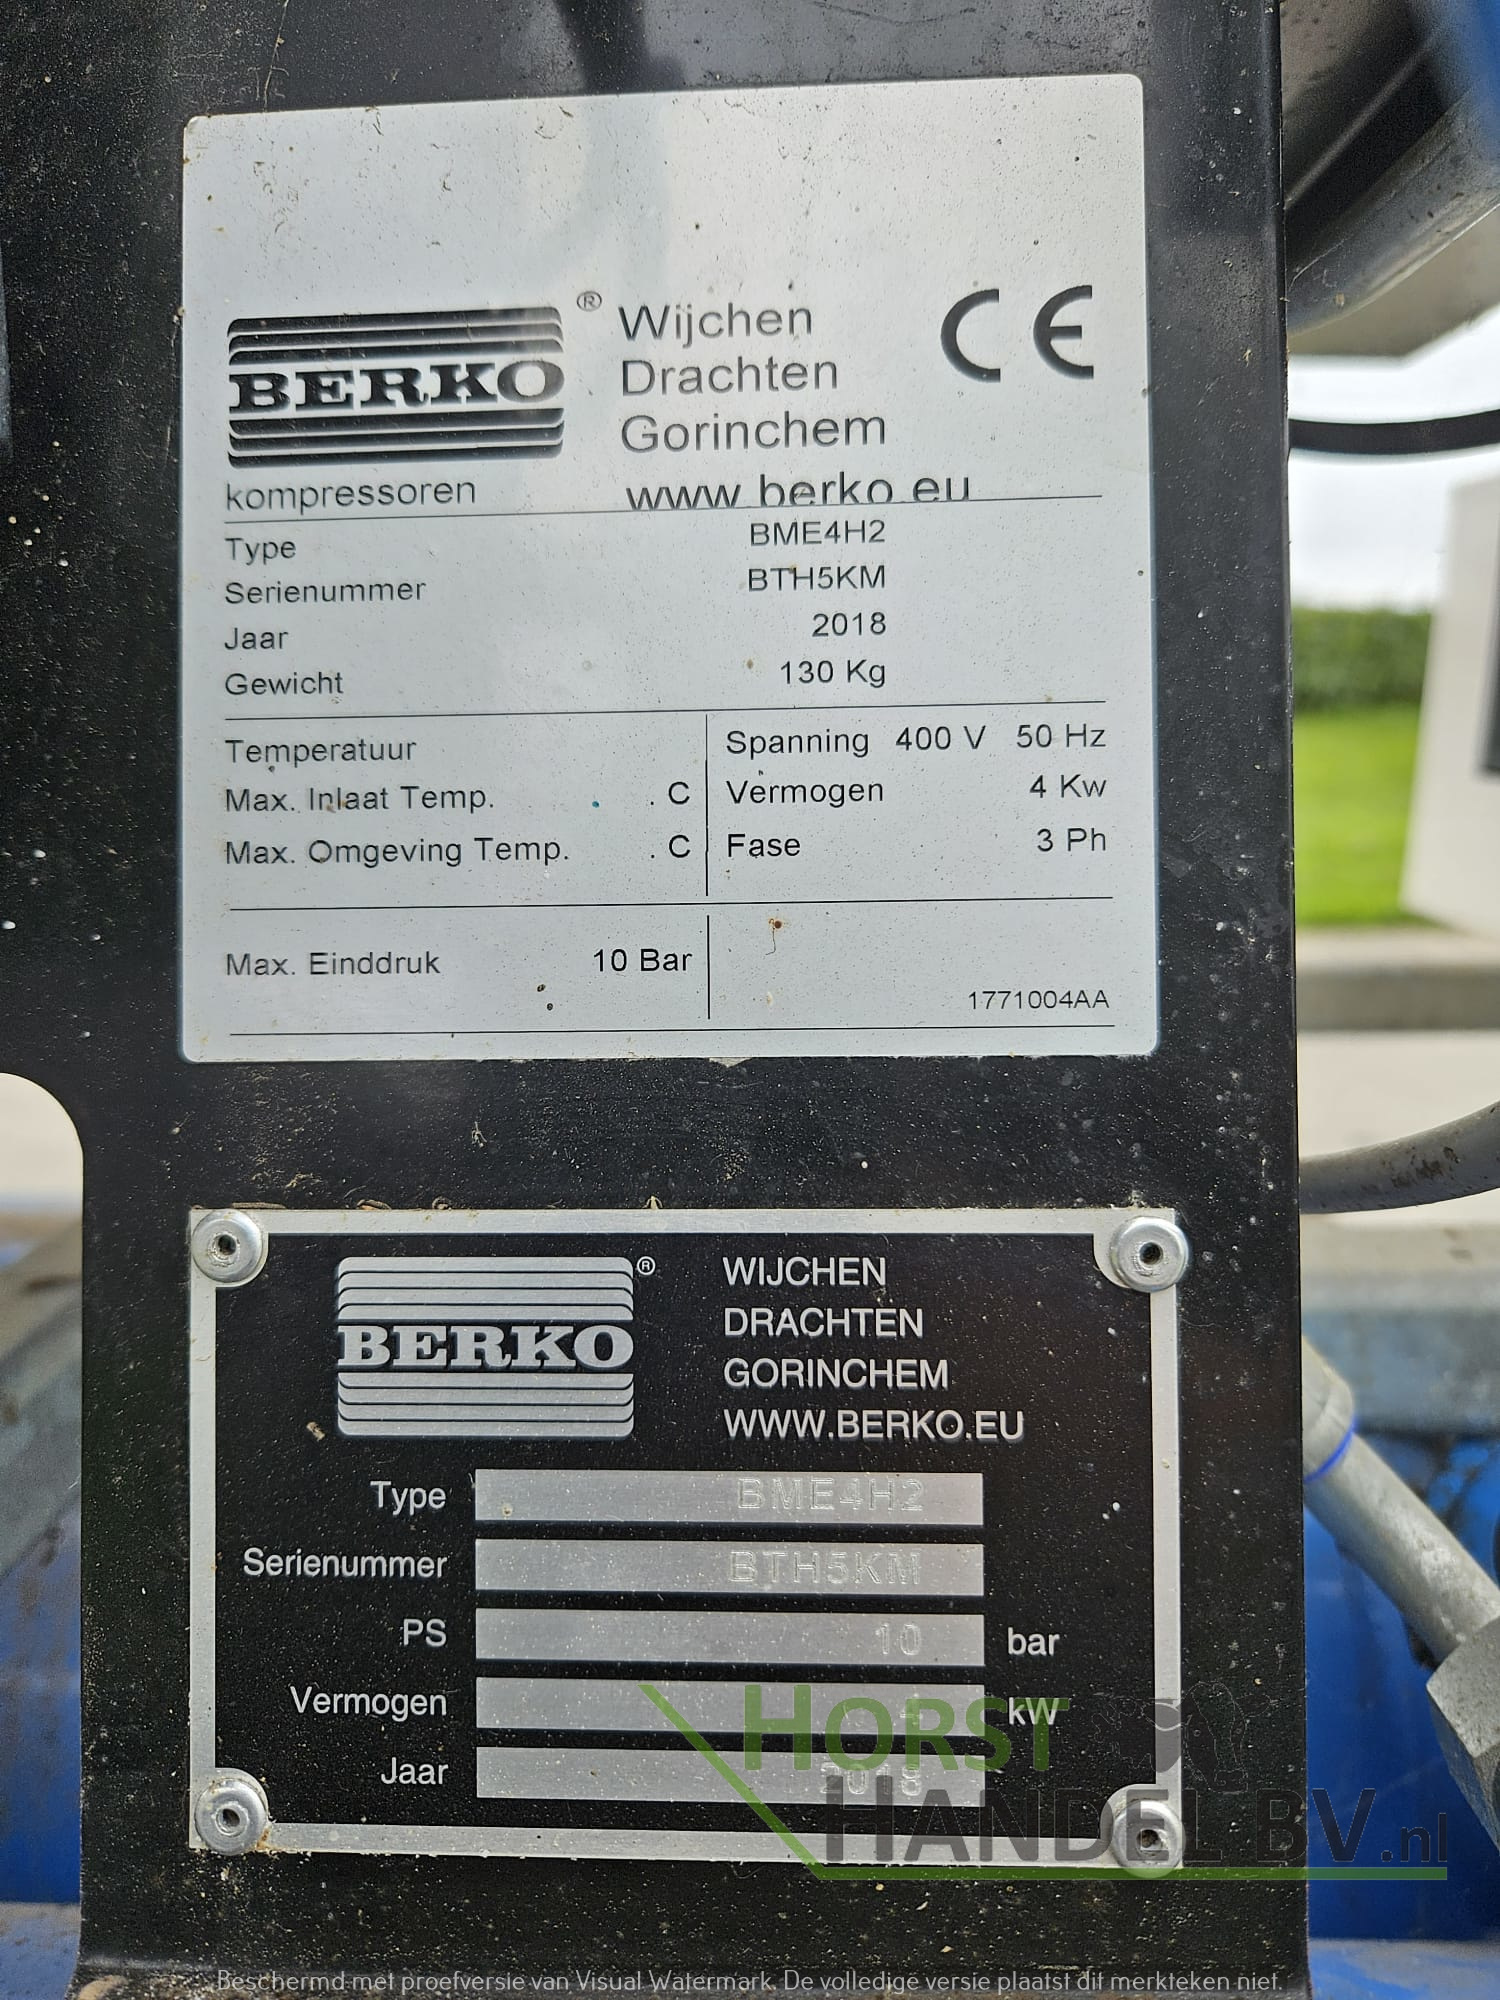 BERKO ® Wijchen
Drachten
Gorinchem
CE
kompressoren www.berko.eu
Type BME4H2
Serienummer BTH5KM
Jaar 2018
Gewicht 130 Kg
Temperatuur
Max. Inlaat Temp. . C
Max. Omgeving Temp. . C
Spanning 400 V 50 Hz
Vermogen 4 Kw
Fase 3 Ph
Max. Einddruk 10 Bar
1771004AA
BERKO ®
WIJCHEN
DRACHTEN
GORINCHEM
WWW.BERKO.EU
Type BME4H2
Serienummer BTH5KM
PS 10 bar
Vermogen 4 kW
Jaar 2018
HORST
HANDEL BV.nl
Beschermd met proefversie van Visual Watermark. De volledige versie plaatst dit merkteken niet.